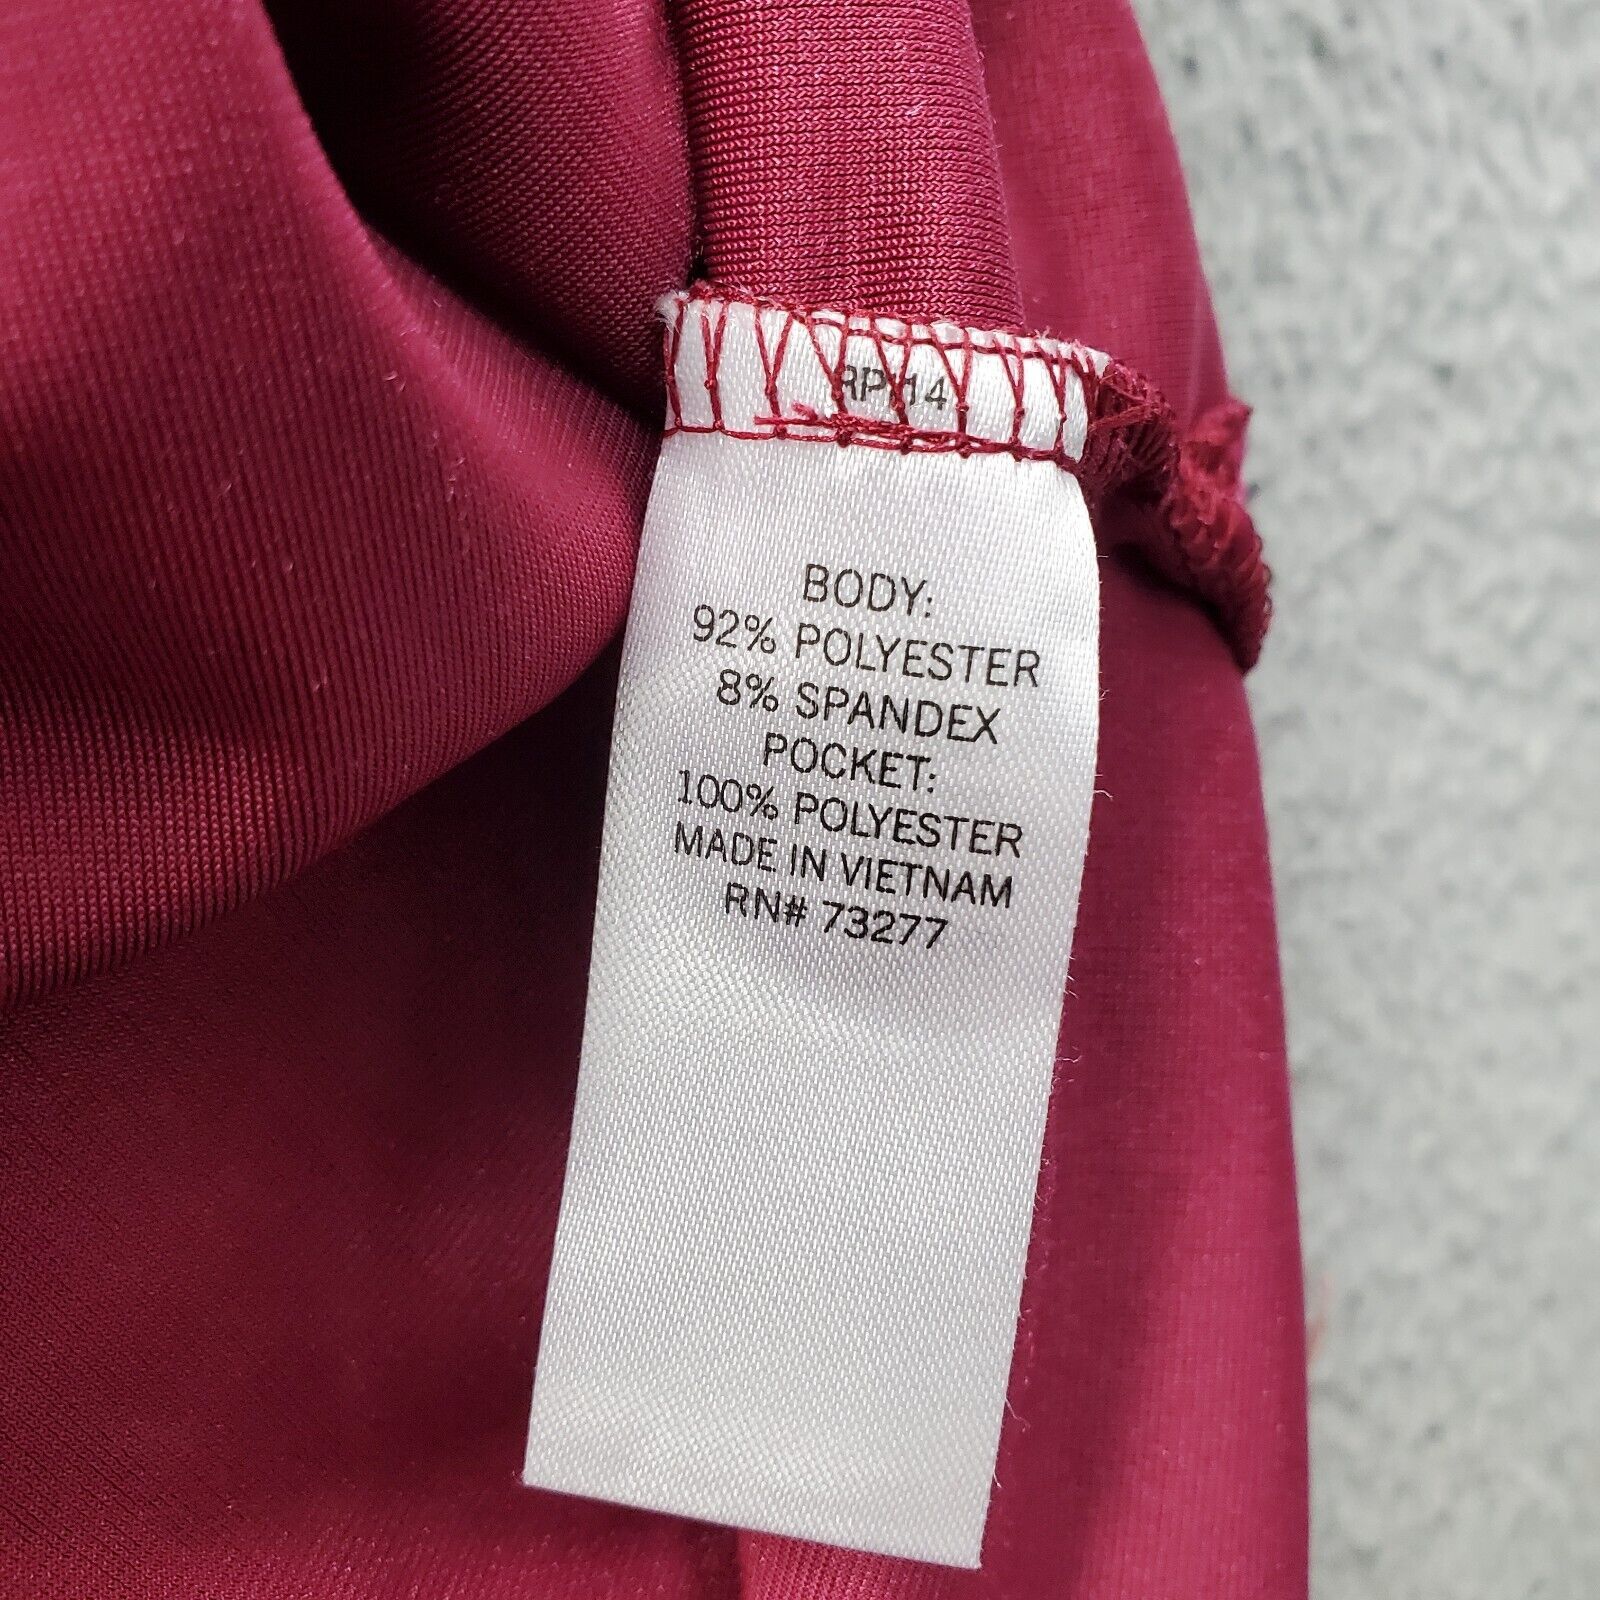 BODY:
92% POLYESTER
8% SPANDEX
POCKET:
100% POLYESTER
MADE IN VIETNAM
RN# 73277